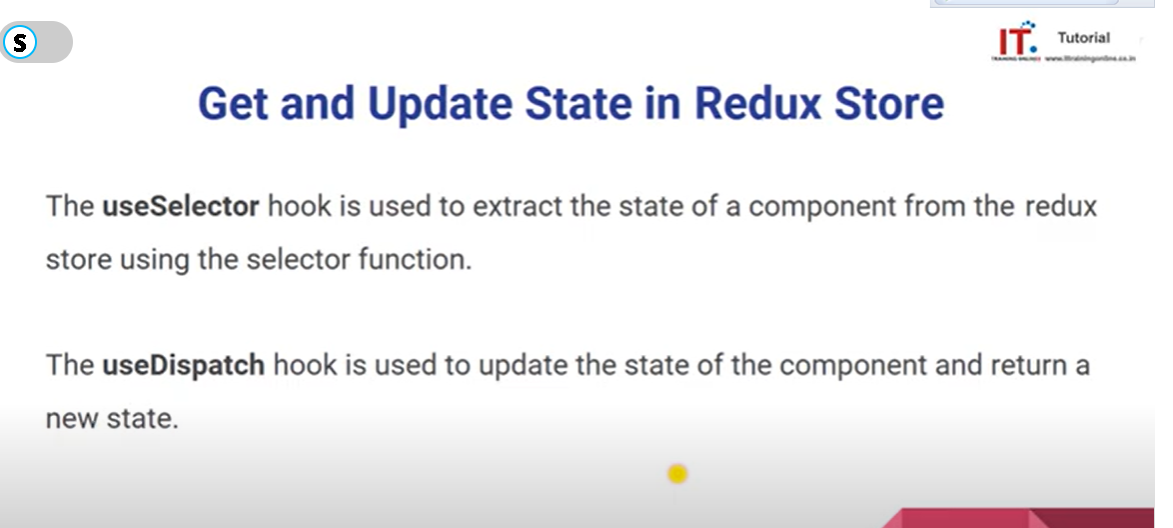 S
IT.
Tutorial
TRAINING ONLINE
www.ittrainingonline.co.in
Get and Update State in Redux Store
The useSelector hook is used to extract the state of a component from the redux
store using the selector function.
The useDispatch hook is used to update the state of the component and return a
new state.